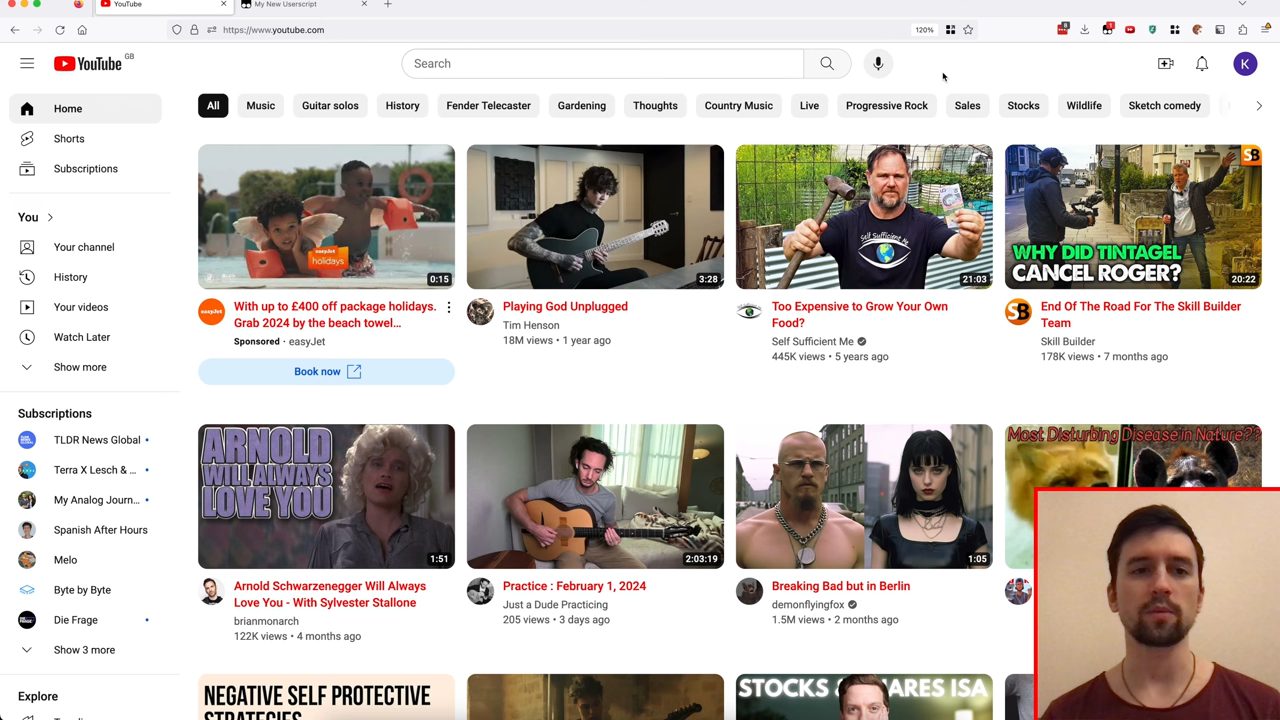 YouTube
My New Userscript
https://www.youtube.com
120%
6
1
YouTube GB
Search
K
Home
Shorts
Subscriptions
You
Your channel
History
Your videos
Watch Later
Show more
Subscriptions
TLDR News Global
Terra X Lesch & ...
My Analog Journ...
Spanish After Hours
Melo
Byte by Byte
Die Frage
Show 3 more
Explore
All
Music
Guitar solos
History
Fender Telecaster
Gardening
Thoughts
Country Music
Live
Progressive Rock
Sales
Stocks
Wildlife
Sketch comedy
easyJet
holidays
0:15
3:28
Self Sufficient Me
21:03
SB
WHY DID TINTAGEL
CANCEL ROGER?
20:22
easyJet
With up to £400 off package holidays.
Grab 2024 by the beach towel...
Sponsored • easyJet
Book now
Playing God Unplugged
Tim Henson
18M views • 1 year ago
Too Expensive to Grow Your Own
Food?
Self Sufficient Me
445K views • 5 years ago
SB
End Of The Road For The Skill Builder
Team
Skill Builder
178K views • 7 months ago
ARNOLD
WILL ALWAYS
LOVE YOU
1:51
2:03:19
1:05
Most Disturbing Disease in Nature??
Arnold Schwarzenegger Will Always
Love You - With Sylvester Stallone
brianmonarch
122K views • 4 months ago
Practice : February 1, 2024
Just a Dude Practicing
205 views • 3 days ago
Breaking Bad but in Berlin
demonflyingfox
1.5M views • 2 months ago
NEGATIVE SELF PROTECTIVE
STRATEGIES